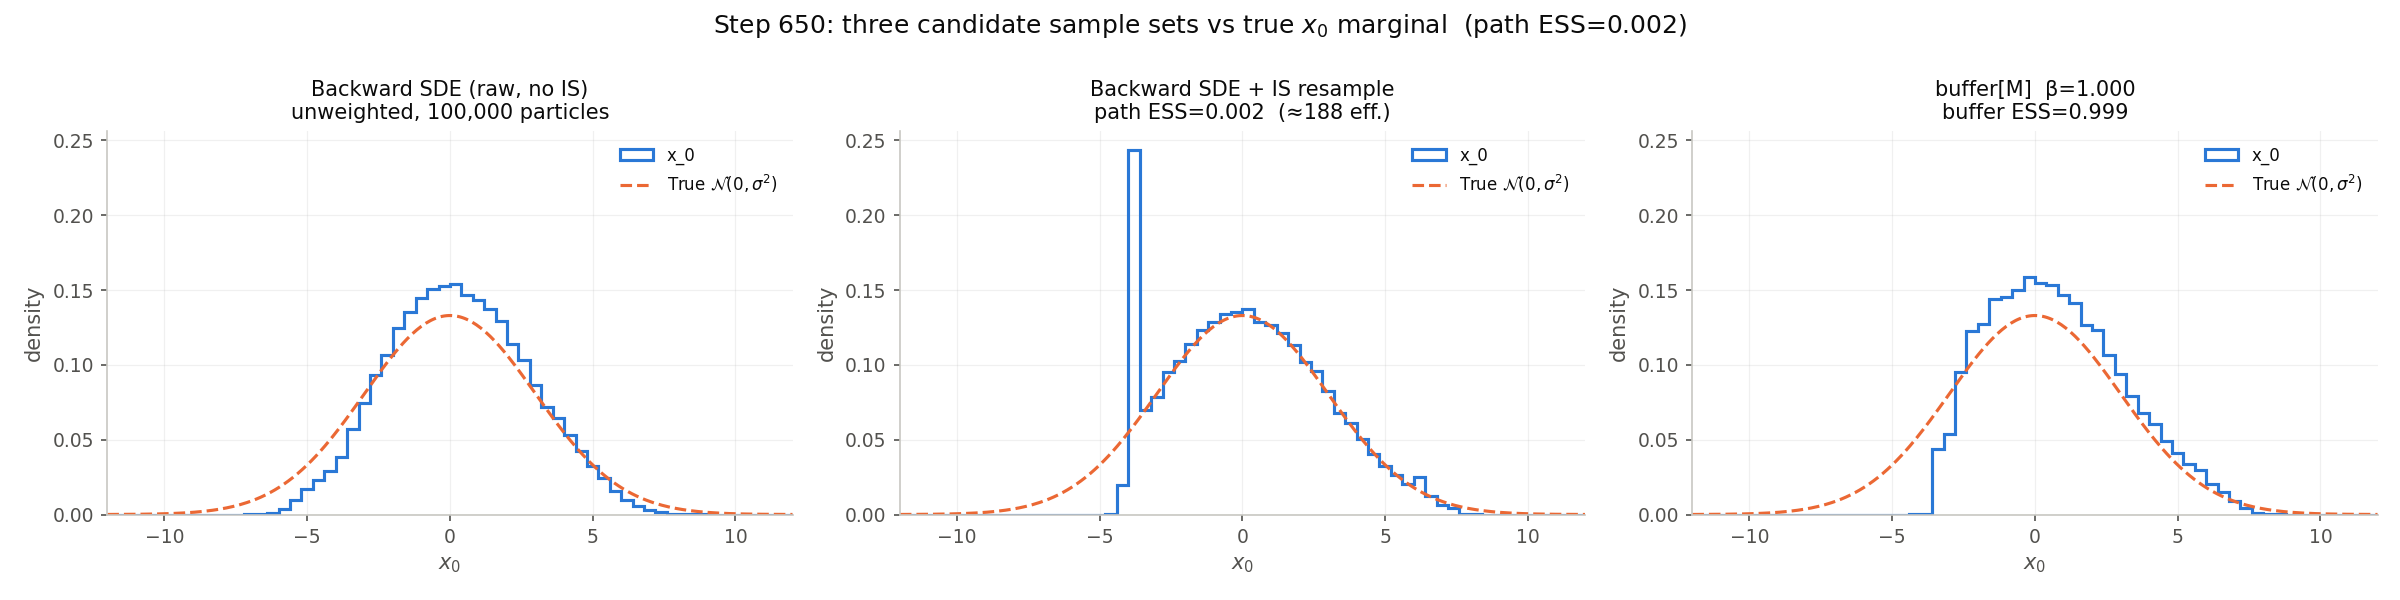 Step 650: three candidate sample sets vs true x₀ marginal (path ESS=0.002)
Backward SDE (raw, no IS)
unweighted, 100,000 particles
0.25
0.20
0.15
0.10
0.05
0.00
density
x_0
True 𝒩(0, σ²)
−10
−5
0
5
10
x₀
Backward SDE + IS resample
path ESS=0.002 (≈188 eff.)
0.25
0.20
0.15
0.10
0.05
0.00
density
x_0
True 𝒩(0, σ²)
−10
−5
0
5
10
x₀
buffer[M] β=1.000
buffer ESS=0.999
0.25
0.20
0.15
0.10
0.05
0.00
density
x_0
True 𝒩(0, σ²)
−10
−5
0
5
10
x₀